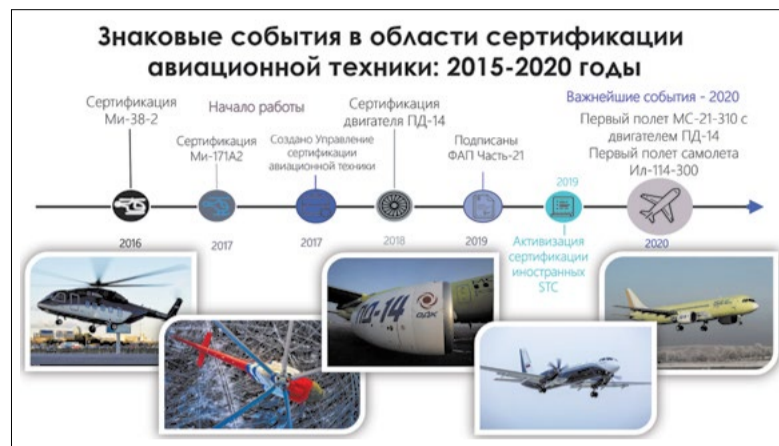 Знаковые события в области сертификации
авиационной техники: 2015-2020 годы
Сертификация
Ми-38-2
2016
Начало работы
Сертификация
Ми-171А2
2017
Создано Управление
сертификации
авиационной техники
2017
Сертификация
двигателя ПД-14
2018
Подписаны
ФАП Часть-21
2019
2019
Активизация
сертификации
иностранных
STC
Важнейшие события - 2020
Первый полет МС-21-310 с
двигателем ПД-14
Первый полет самолета
Ил-114-300
2020
ПД-14
ОДК